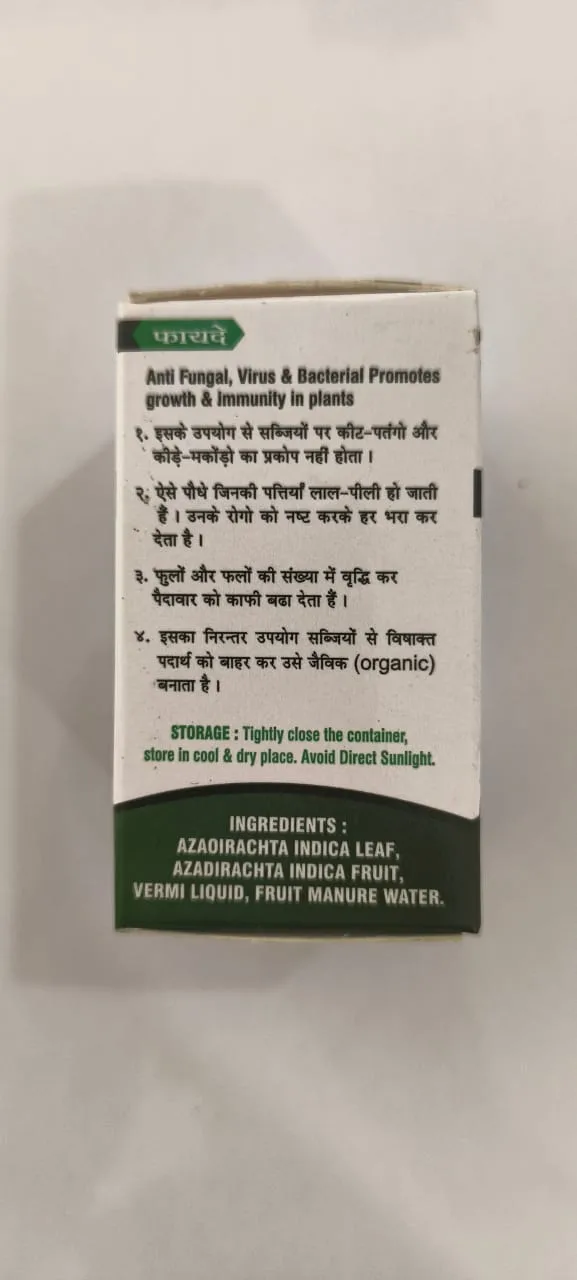 फायदे
Anti Fungal, Virus & Bacterial Promotes
growth & Immunity in plants
१. इसके उपयोग से सब्जियों पर कीट-पतंगो और
कीड़े-मकोंड़ो का प्रकोप नहीं होता ।
२. ऐसे पौधे जिनकी पत्तियाँ लाल-पीली हो जाती
हैं । उनके रोगो को नष्ट करके हर भरा कर
देता है ।
३. फुलों और फलों की संख्या में वृद्धि कर
पैदावार को काफी बढा देता हैं ।
४. इसका निरन्तर उपयोग सब्जियों से विषाक्त
पदार्थ को बाहर कर उसे जैविक (organic)
बनाता है ।
STORAGE : Tightly close the container,
store in cool & dry place. Avoid Direct Sunlight.
INGREDIENTS :
AZAOIRACHTA INDICA LEAF,
AZADIRACHTA INDICA FRUIT,
VERMI LIQUID, FRUIT MANURE WATER.